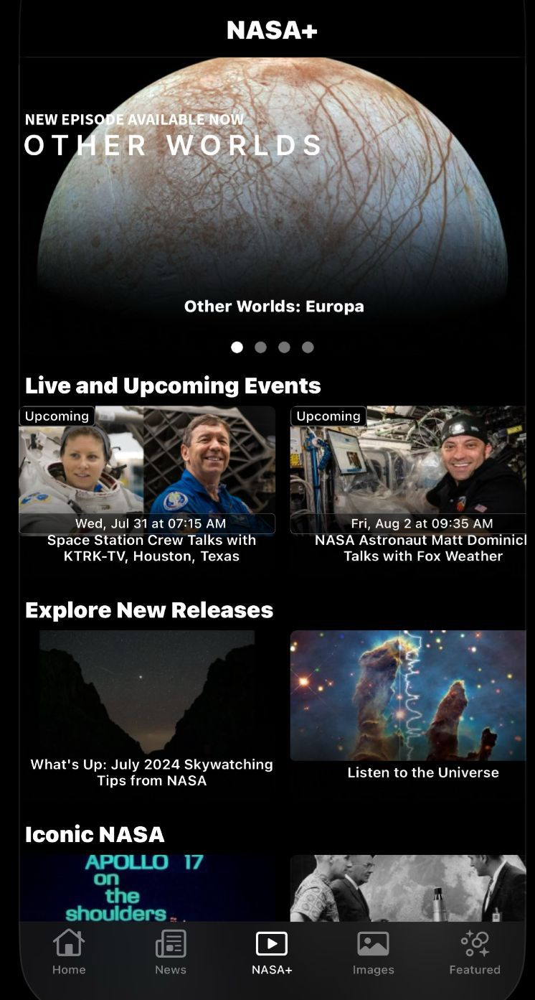 NASA+
NEW EPISODE AVAILABLE NOW
OTHER WORLDS
Other Worlds: Europa
Live and Upcoming Events
Upcoming
Wed, Jul 31 at 07:15 AM
Space Station Crew Talks with
KTRK-TV, Houston, Texas
Upcoming
Fri, Aug 2 at 09:35 AM
NASA Astronaut Matt Dominick
Talks with Fox Weather
Explore New Releases
What's Up: July 2024 Skywatching
Tips from NASA
Listen to the Universe
Iconic NASA
APOLLO 17
on
the
shoulders
Home
News
NASA+
Images
Featured